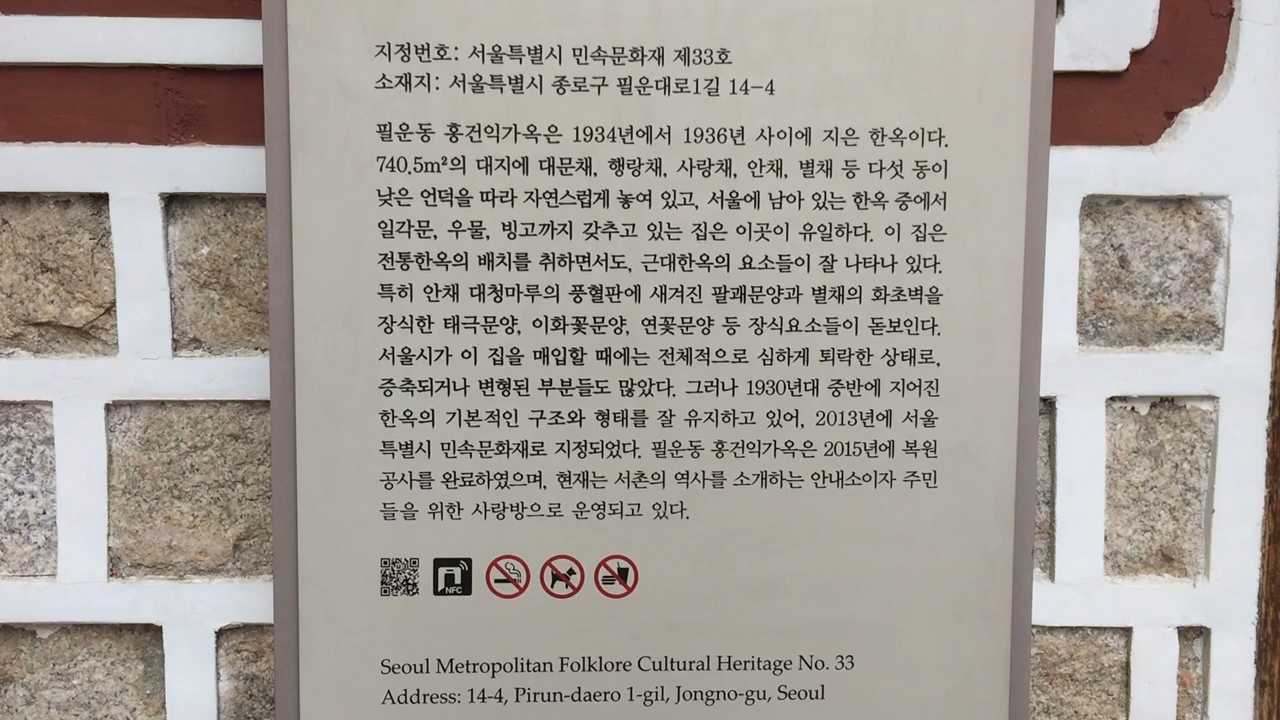 지정번호: 서울특별시 민속문화재 제33호
소재지: 서울특별시 종로구 필운대로1길 14-4
필운동 홍건익가옥은 1934년에서 1936년 사이에 지은 한옥이다.
740.5m²의 대지에 대문채, 행랑채, 사랑채, 안채, 별채 등 다섯 동이
낮은 언덕을 따라 자연스럽게 놓여 있고, 서울에 남아 있는 한옥 중에서
일각문, 우물, 빙고까지 갖추고 있는 집은 이곳이 유일하다. 이 집은
전통한옥의 배치를 취하면서도, 근대한옥의 요소들이 잘 나타나 있다.
특히 안채 대청마루의 풍혈판에 새겨진 팔괘문양과 별채의 화초벽을
장식한 태극문양, 이화꽃문양, 연꽃문양 등 장식요소들이 돋보인다.
서울시가 이 집을 매입할 때에는 전체적으로 심하게 퇴락한 상태로,
증축되거나 변형된 부분들도 많았다. 그러나 1930년대 중반에 지어진
한옥의 기본적인 구조와 형태를 잘 유지하고 있어, 2013년에 서울
특별시 민속문화재로 지정되었다. 필운동 홍건익가옥은 2015년에 복원
공사를 완료하였으며, 현재는 서촌의 역사를 소개하는 안내소이자 주민
들을 위한 사랑방으로 운영되고 있다.
NFC
Seoul Metropolitan Folklore Cultural Heritage No. 33
Address: 14-4, Pirun-daero 1-gil, Jongno-gu, Seoul